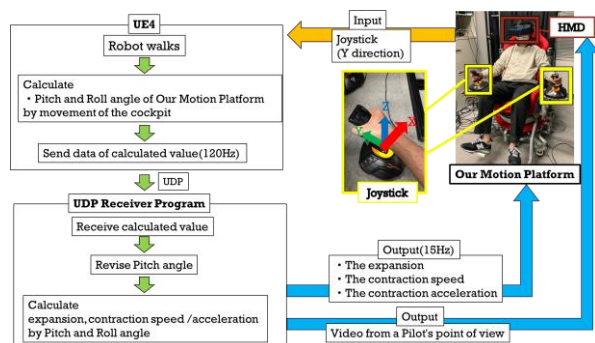 UE4
Robot walks
Calculate
・Pitch and Roll angle of Our Motion Platform
by movement of the cockpit
Send data of calculated value(120Hz)
UDP
UDP Receiver Program
Receive calculated value
Revise Pitch angle
Calculate
expansion, contraction speed /acceleration
by Pitch and Roll angle
Input
Joystick
(Y direction)
HMD
Z
X
Y
Joystick
Our Motion Platform
Output(15Hz)
・The expansion
・The contraction speed
・The contraction acceleration
Output
Video from a Pilot's point of view